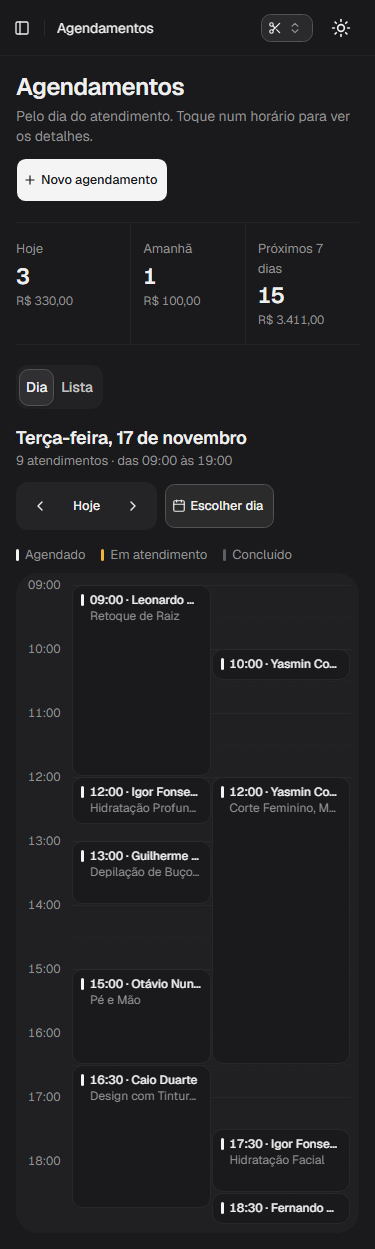 Agendamentos
Agendamentos
Pelo dia do atendimento. Toque num horário para ver
os detalhes.
+ Novo agendamento
Hoje
3
R$ 330,00
Amanhã
1
R$ 100,00
Próximos 7
dias
15
R$ 3.411,00
Dia Lista
Terça-feira, 17 de novembro
9 atendimentos · das 09:00 às 19:00
Hoje
Escolher dia
Agendado Em atendimento Concluído
09:00
09:00 · Leonardo ...
Retoque de Raiz
10:00
10:00 · Yasmin Co...
11:00
12:00
12:00 · Igor Fonse...
Hidratação Profun...
12:00 · Yasmin Co...
Corte Feminino, M...
13:00
13:00 · Guilherme ...
Depilação de Buço...
14:00
15:00
15:00 · Otávio Nun...
Pé e Mão
16:00
16:30 · Caio Duarte
Design com Tintur...
17:00
17:30 · Igor Fonse...
Hidratação Facial
18:00
18:30 · Fernando ...